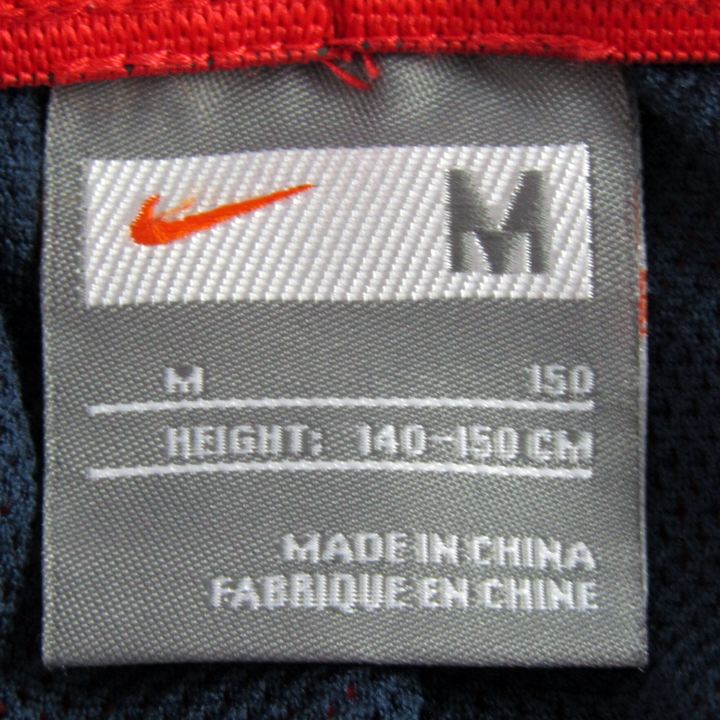 M
M 150
HEIGHT: 140-150 CM
MADE IN CHINA
FABRIQUE EN CHINE